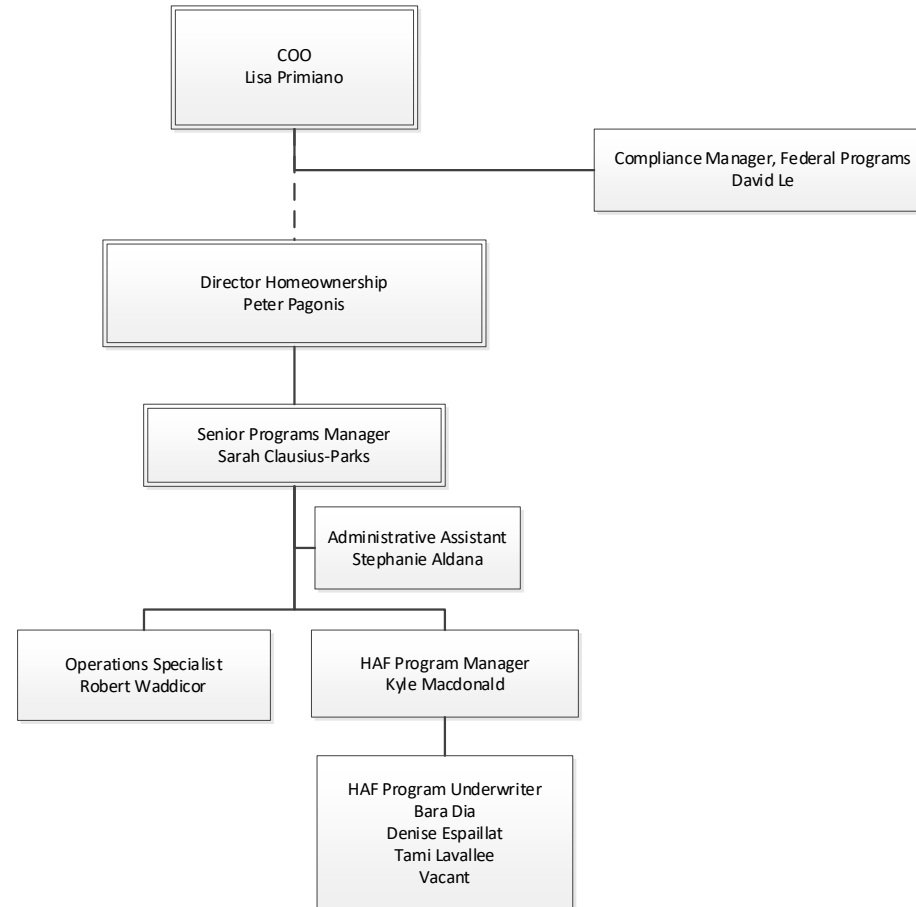 COO
Lisa Primiano
Compliance Manager, Federal Programs
David Le
Director Homeownership
Peter Pagonis
Senior Programs Manager
Sarah Clausius-Parks
Administrative Assistant
Stephanie Aldana
Operations Specialist
Robert Waddicor
HAF Program Manager
Kyle Macdonald
HAF Program Underwriter
Bara Dia
Denise Espaillat
Tami Lavallee
Vacant